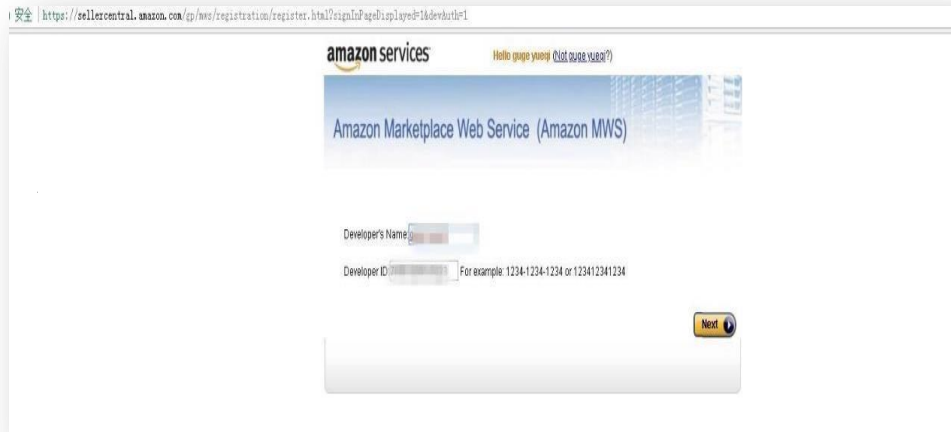 安全 | https://sellercentral.amazon.com/gp/mws/registration/register.html?signInPageDisplayed=1&devAuth=1
amazon services
Hello guge yueqi (Not guge yueqi?)
Amazon Marketplace Web Service (Amazon MWS)
Developer's Name:
Developer ID: For example: 1234-1234-1234 or 123412341234
Next